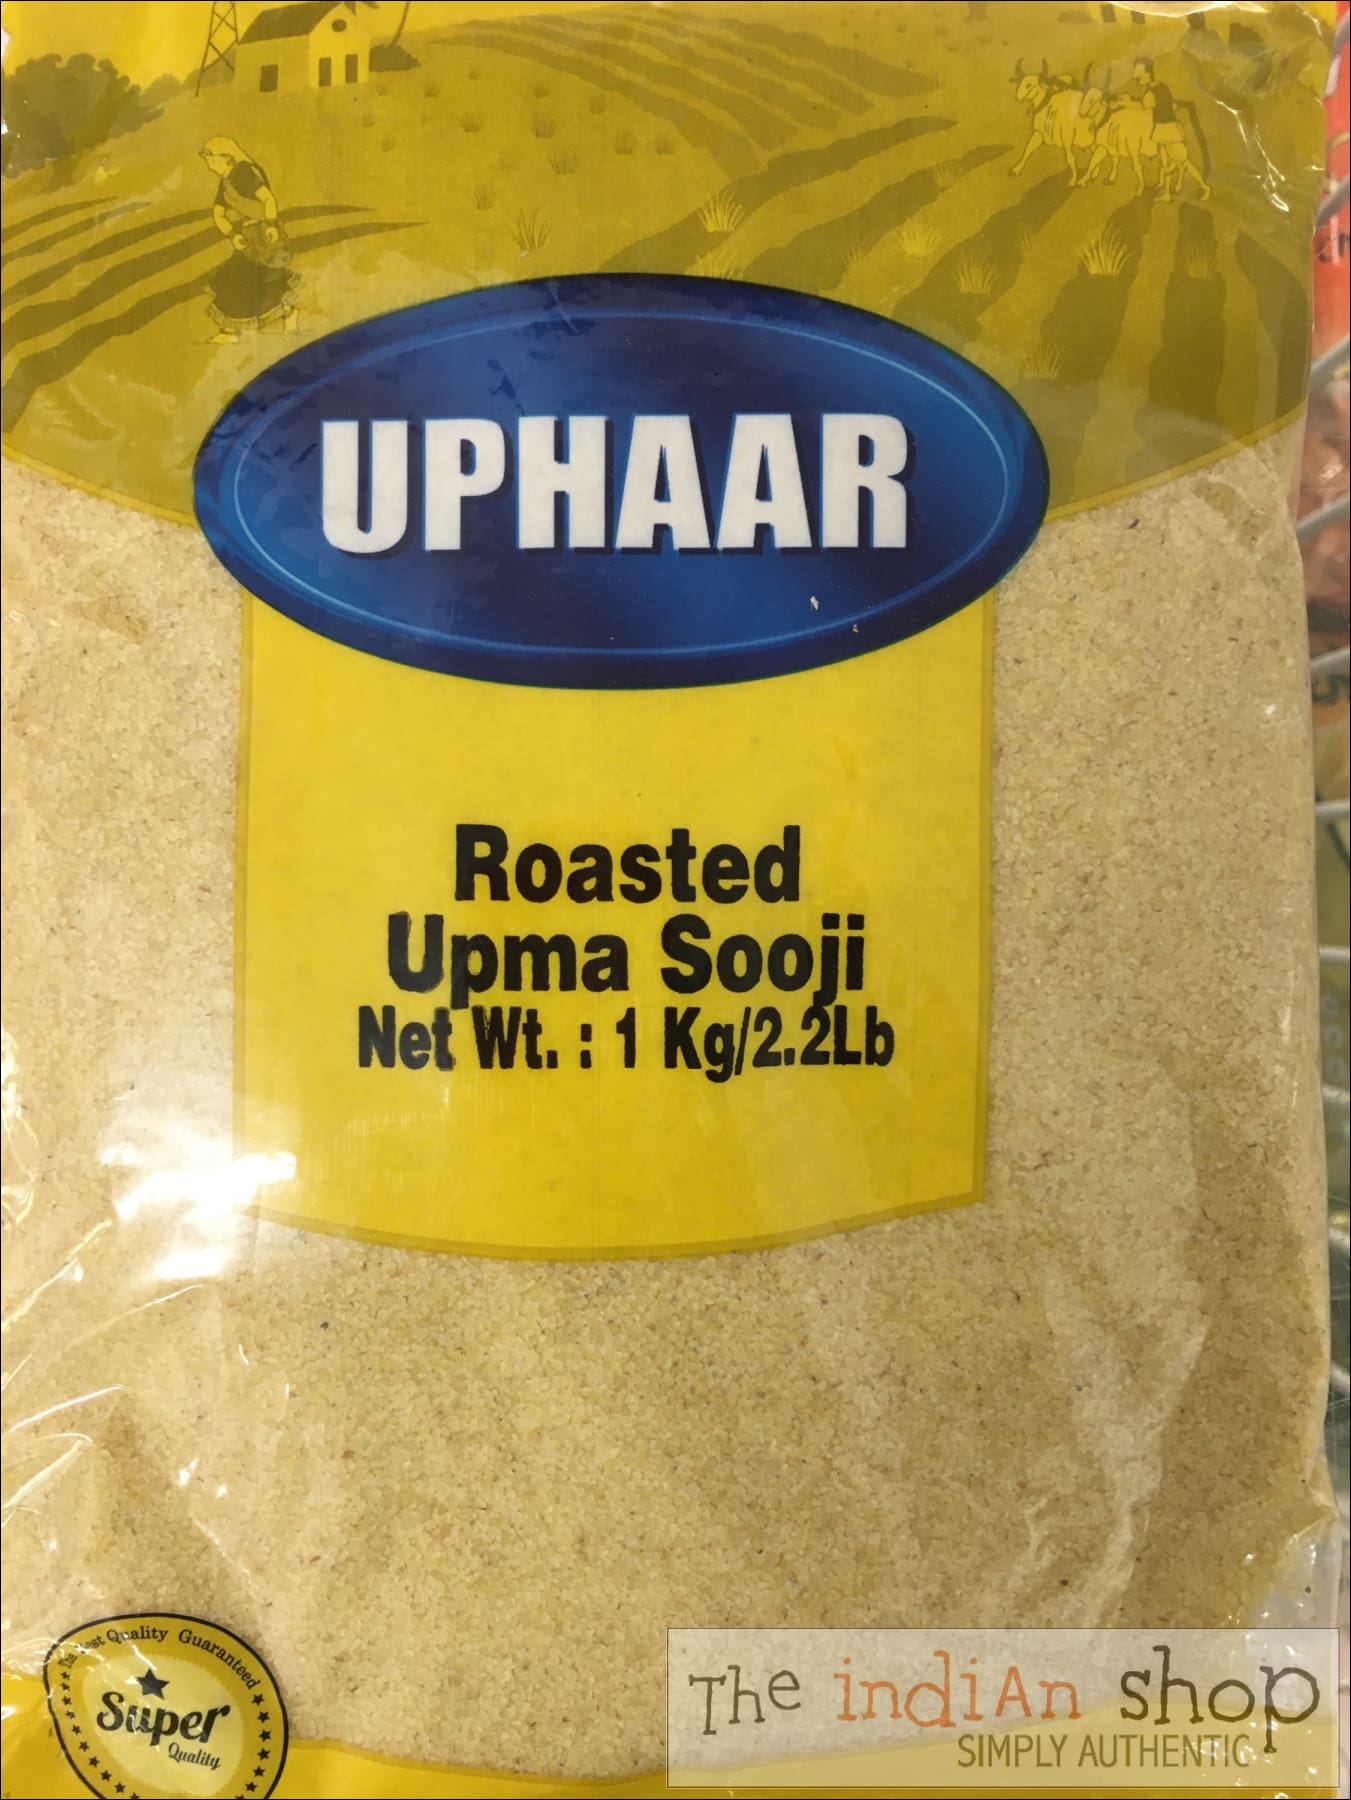 UPHAAR
Roasted
Upma Sooji
Net Wt. : 1 Kg/2.2Lb
Best Quality Guaranteed
Super
Quality
The indiAn shop
SIMPLY AUTHENTIC